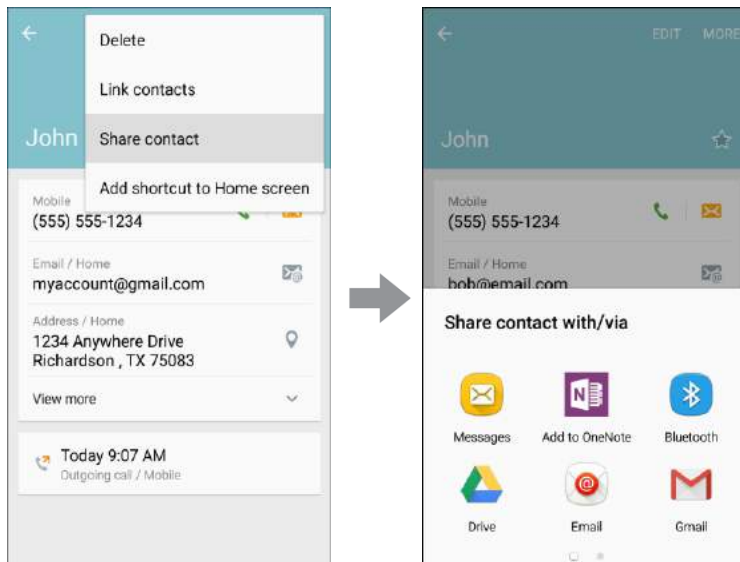 Delete
Link contacts
Share contact
Add shortcut to Home screen
John
Mobile
(555) 555-1234
Email / Home
myaccount@gmail.com
Address / Home
1234 Anywhere Drive
Richardson , TX 75083
View more
Today 9:07 AM
Outgoing call / Mobile
EDIT MORE
John
Mobile
(555) 555-1234
Email / Home
bob@email.com
Share contact with/via
Messages
Add to OneNote
Bluetooth
Drive
Email
Gmail